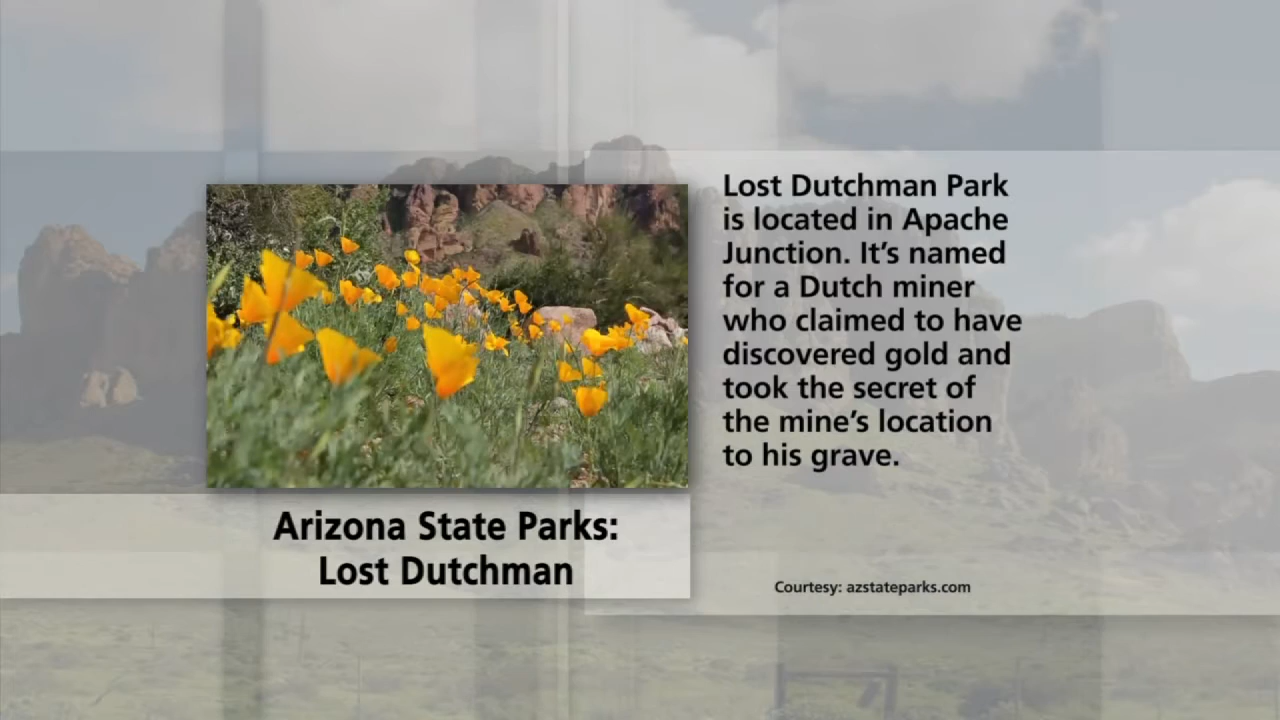 Lost Dutchman Park
is located in Apache
Junction. It’s named
for a Dutch miner
who claimed to have
discovered gold and
took the secret of
the mine’s location
to his grave.
Arizona State Parks:
Lost Dutchman
Courtesy: azstateparks.com